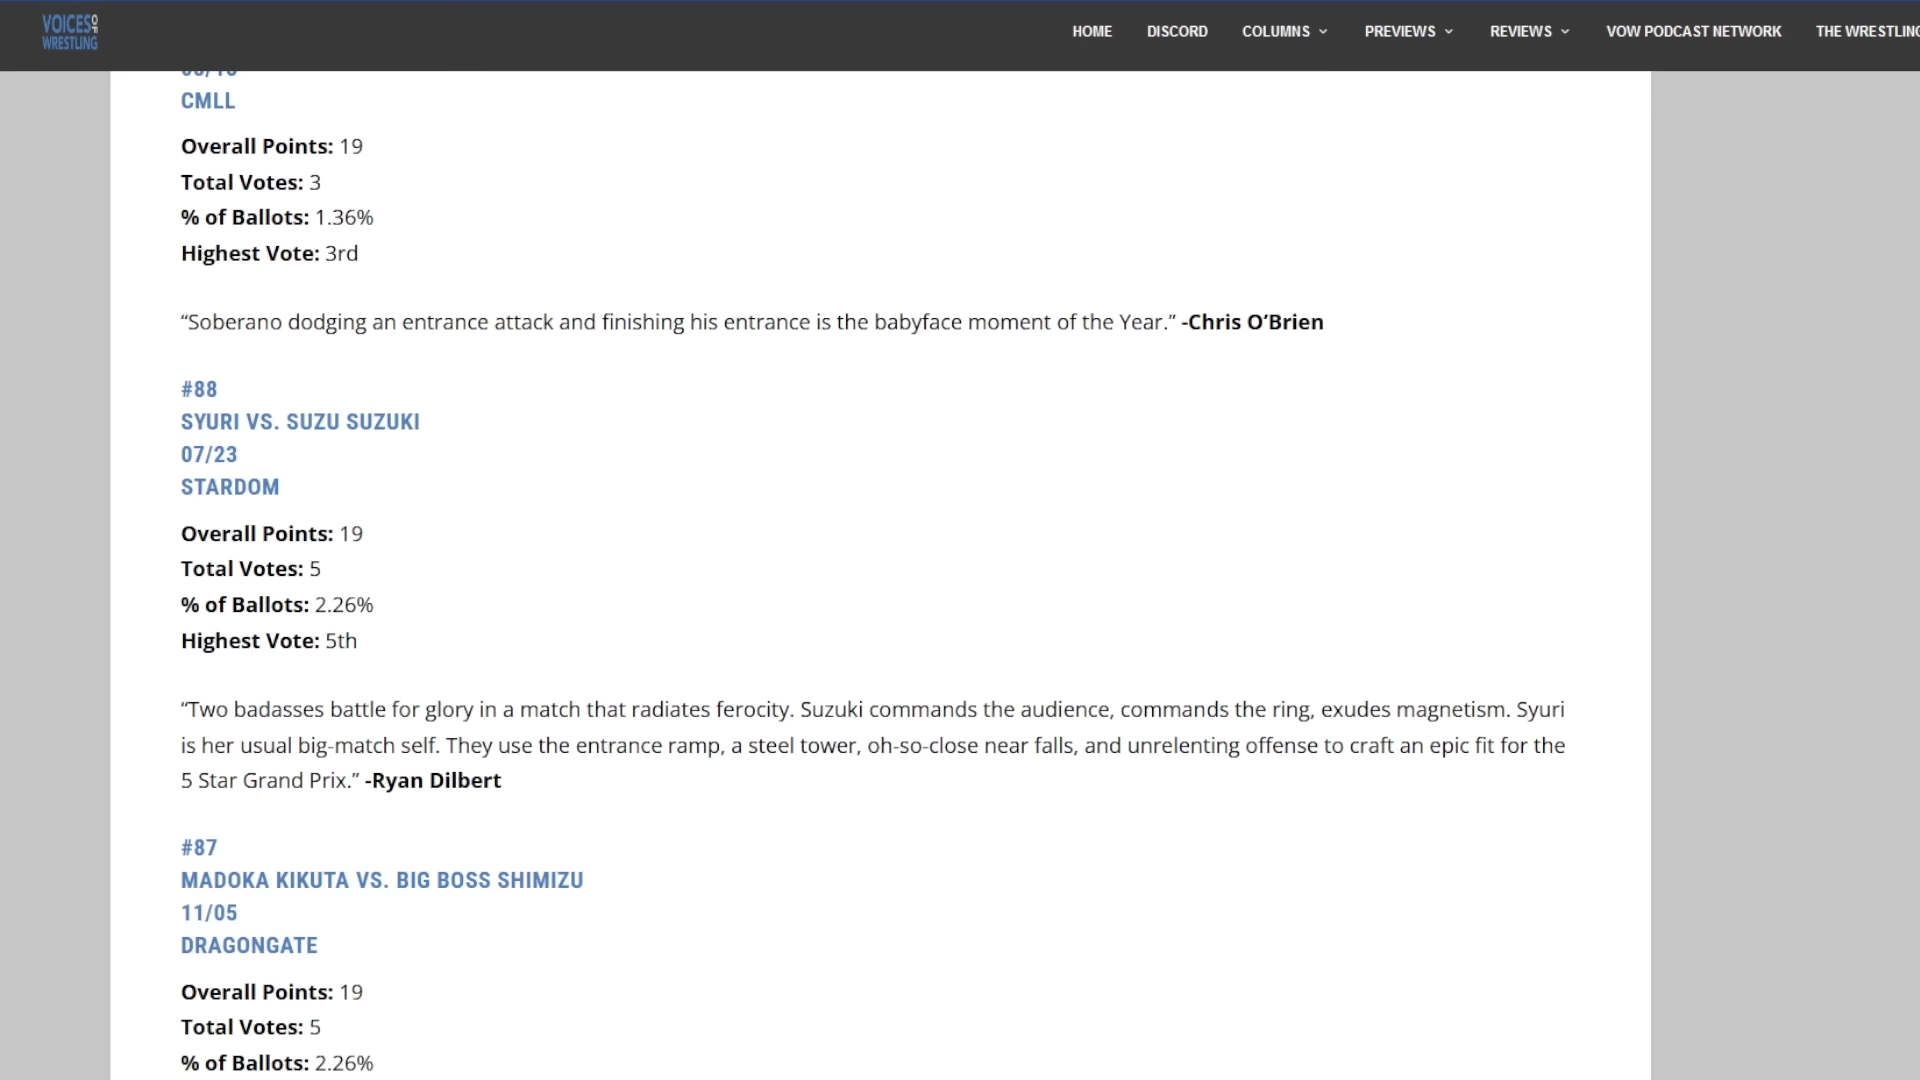 VOICES OF
WRESTLING
HOME DISCORD COLUMNS PREVIEWS REVIEWS VOW PODCAST NETWORK THE WRESTLING
CMLL
Overall Points: 19
Total Votes: 3
% of Ballots: 1.36%
Highest Vote: 3rd
“Soberano dodging an entrance attack and finishing his entrance is the babyface moment of the Year.” -Chris O’Brien
#88
SYURI VS. SUZU SUZUKI
07/23
STARDOM
Overall Points: 19
Total Votes: 5
% of Ballots: 2.26%
Highest Vote: 5th
“Two badasses battle for glory in a match that radiates ferocity. Suzuki commands the audience, commands the ring, exudes magnetism. Syuri
is her usual big-match self. They use the entrance ramp, a steel tower, oh-so-close near falls, and unrelenting offense to craft an epic fit for the
5 Star Grand Prix.” -Ryan Dilbert
#87
MADOKA KIKUTA VS. BIG BOSS SHIMIZU
11/05
DRAGONGATE
Overall Points: 19
Total Votes: 5
% of Ballots: 2.26%